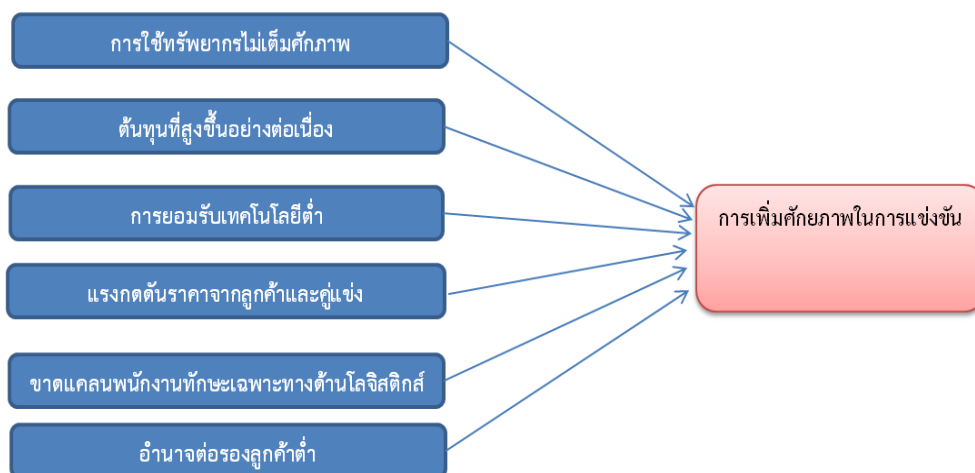 การใช้ทรัพยากรไม่เต็มศักภาพ
ต้นทุนที่สูงขึ้นอย่างต่อเนื่อง
การยอมรับเทคโนโลยีต่ำ
แรงกดดันราคาจากลูกค้าและคู่แข่ง
ขาดแคลนพนักงานทักษะเฉพาะทางด้านโลจิสติกส์
อำนาจต่อรองลูกค้าต่ำ
การเพิ่มศักยภาพในการแข่งขัน